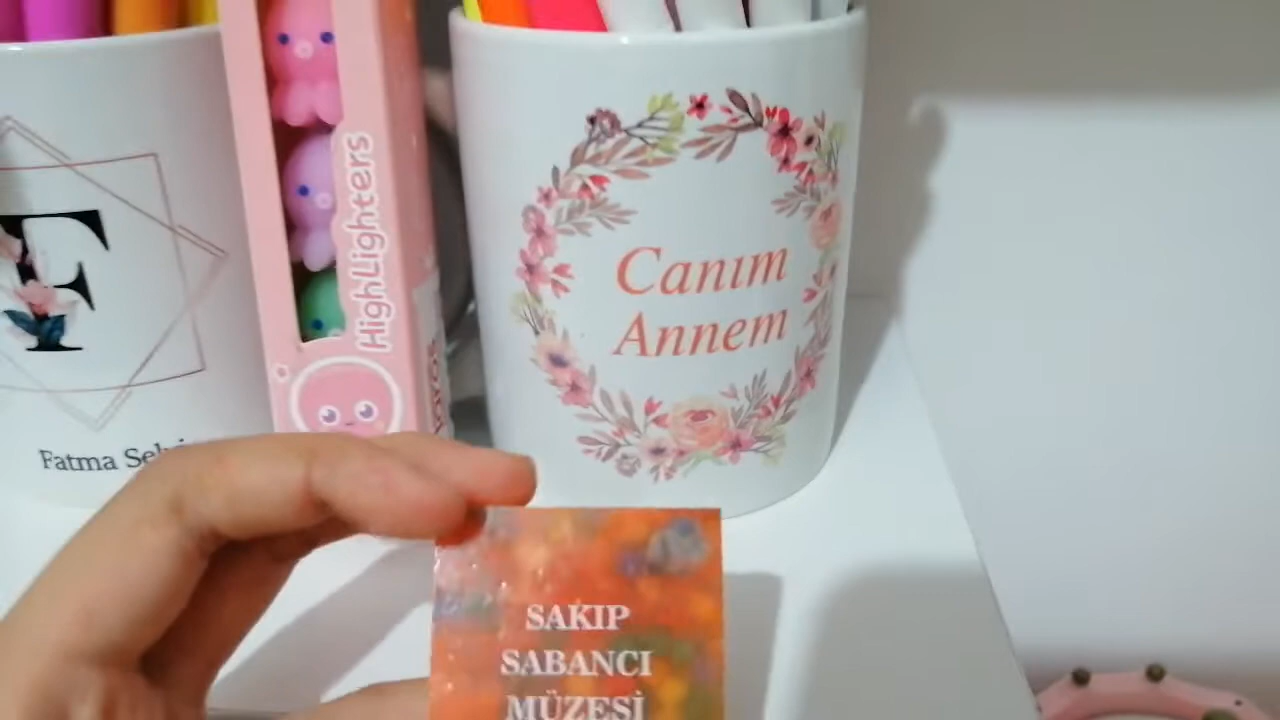 F
Fatma
HighLighters
Canım
Annem
SAKIP
SABANCI
MÜZESİ